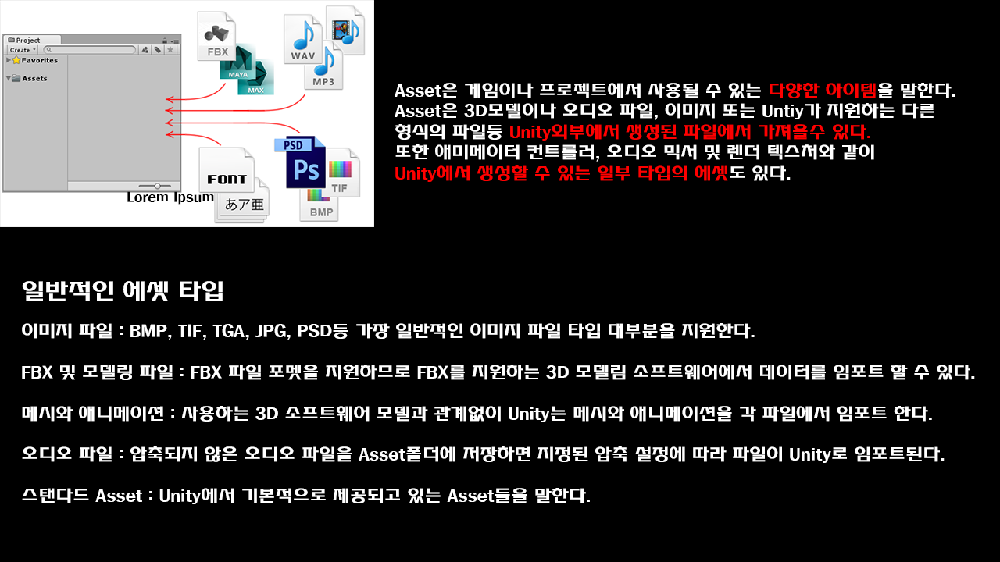 Project
Create
Favorites
Assets
FBX
MAYA
MAX
WAV
MP3
PSD
Ps
TIF
BMP
FONT
あア亜
Lorem Ipsum
Asset은 게임이나 프로젝트에서 사용될 수 있는 다양한 아이템을 말한다.
Asset은 3D모델이나 오디오 파일, 이미지 또는 Untiy가 지원하는 다른
형식의 파일등 Unity외부에서 생성된 파일에서 가져올수 있다.
또한 애미메이터 컨트롤러, 오디오 믹서 및 렌더 텍스처와 같이
Unity에서 생성할 수 있는 일부 타입의 에셋도 있다.
일반적인 에셋 타입
이미지 파일 : BMP, TIF, TGA, JPG, PSD등 가장 일반적인 이미지 파일 타입 대부분을 지원한다.
FBX 및 모델링 파일 : FBX 파일 포멧을 지원하므로 FBX를 지원하는 3D 모델림 소프트웨어에서 데이터를 임포트 할 수 있다.
메시와 애니메이션 : 사용하는 3D 소프트웨어 모델과 관계없이 Unity는 메시와 애니메이션을 각 파일에서 임포트 한다.
오디오 파일 : 압축되지 않은 오디오 파일을 Asset폴더에 저장하면 지정된 압축 설정에 따라 파일이 Unity로 임포트된다.
스탠다드 Asset : Unity에서 기본적으로 제공되고 있는 Asset들을 말한다.